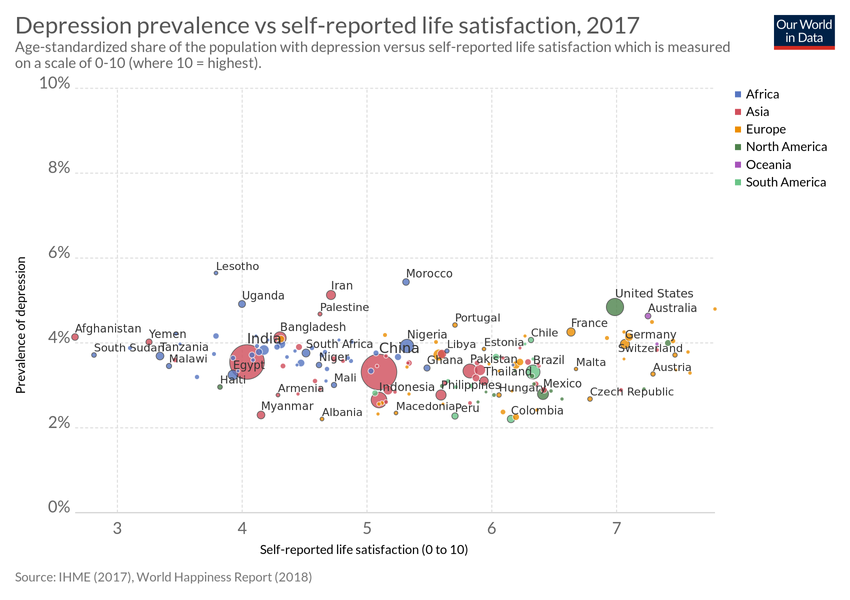 Depression prevalence vs self-reported life satisfaction, 2017
Our World
in Data
Age-standardized share of the population with depression versus self-reported life satisfaction which is measured
on a scale of 0-10 (where 10 = highest).
10%
8%
6%
4%
2%
0%
Prevalence of depression
Africa
Asia
Europe
North America
Oceania
South America
Lesotho
Morocco
Iran
Uganda
United States
Palestine
Australia
Portugal
France
Afghanistan
Bangladesh
Yemen
India
Nigeria
Chile
Germany
South Sudan
Tanzania
South Africa
China
Libya
Estonia
Switzerland
Malawi
Niger
Ghana
Pakistan
Brazil
Malta
Egypt
Thailand
Austria
Haiti
Mali
Armenia
Indonesia
Philippines
Hungary
Mexico
Czech Republic
Myanmar
Albania
Macedonia
Peru
Colombia
3
4
5
6
7
Self-reported life satisfaction (0 to 10)
Source: IHME (2017), World Happiness Report (2018)